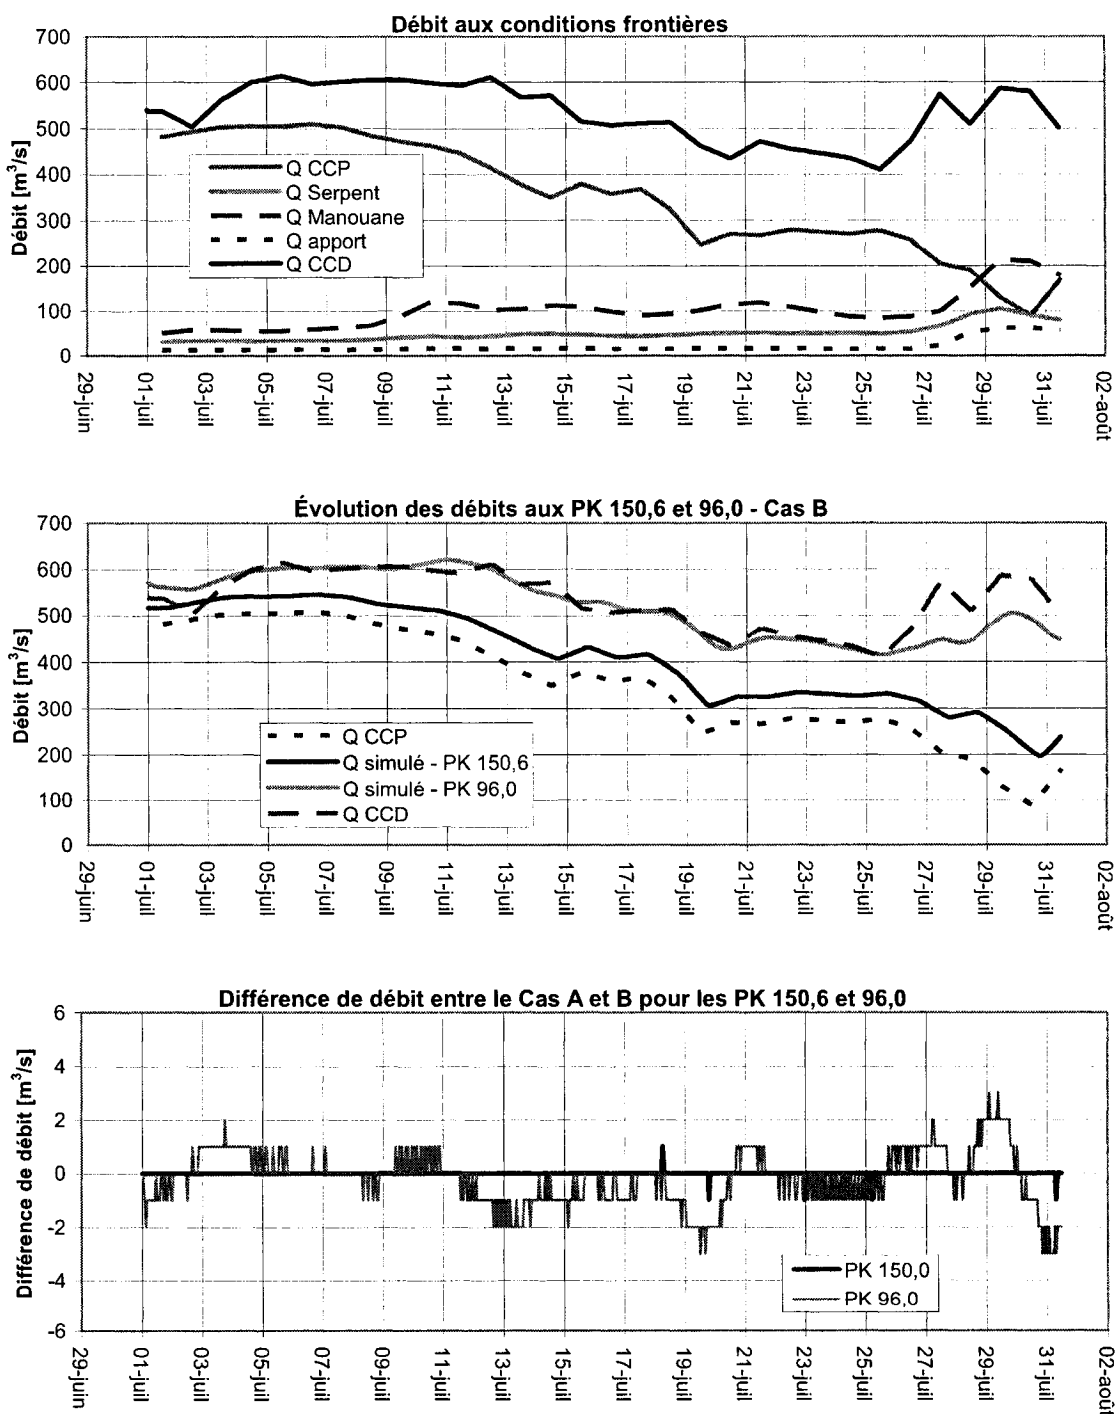 Débit aux conditions frontières
700
600
500
400
300
200
100
0
Débit [m³/s]
Q CCP
Q Serpent
Q Manouane
Q apport
Q CCD
29-juin
01-juil
03-juil
05-juil
07-juil
09-juil
11-juil
13-juil
15-juil
17-juil
19-juil
21-juil
23-juil
25-juil
27-juil
29-juil
31-juil
02-août
Évolution des débits aux PK 150,6 et 96,0 - Cas B
700
600
500
400
300
200
100
0
Débit [m³/s]
Q CCP
Q simulé - PK 150,6
Q simulé - PK 96,0
Q CCD
29-juin
01-juil
03-juil
05-juil
07-juil
09-juil
11-juil
13-juil
15-juil
17-juil
19-juil
21-juil
23-juil
25-juil
27-juil
29-juil
31-juil
02-août
Différence de débit entre le Cas A et B pour les PK 150,6 et 96,0
6
4
2
0
-2
-4
-6
Différence de débit [m³/s]
PK 150,0
PK 96,0
29-juin
01-juil
03-juil
05-juil
07-juil
09-juil
11-juil
13-juil
15-juil
17-juil
19-juil
21-juil
23-juil
25-juil
27-juil
29-juil
31-juil
02-août